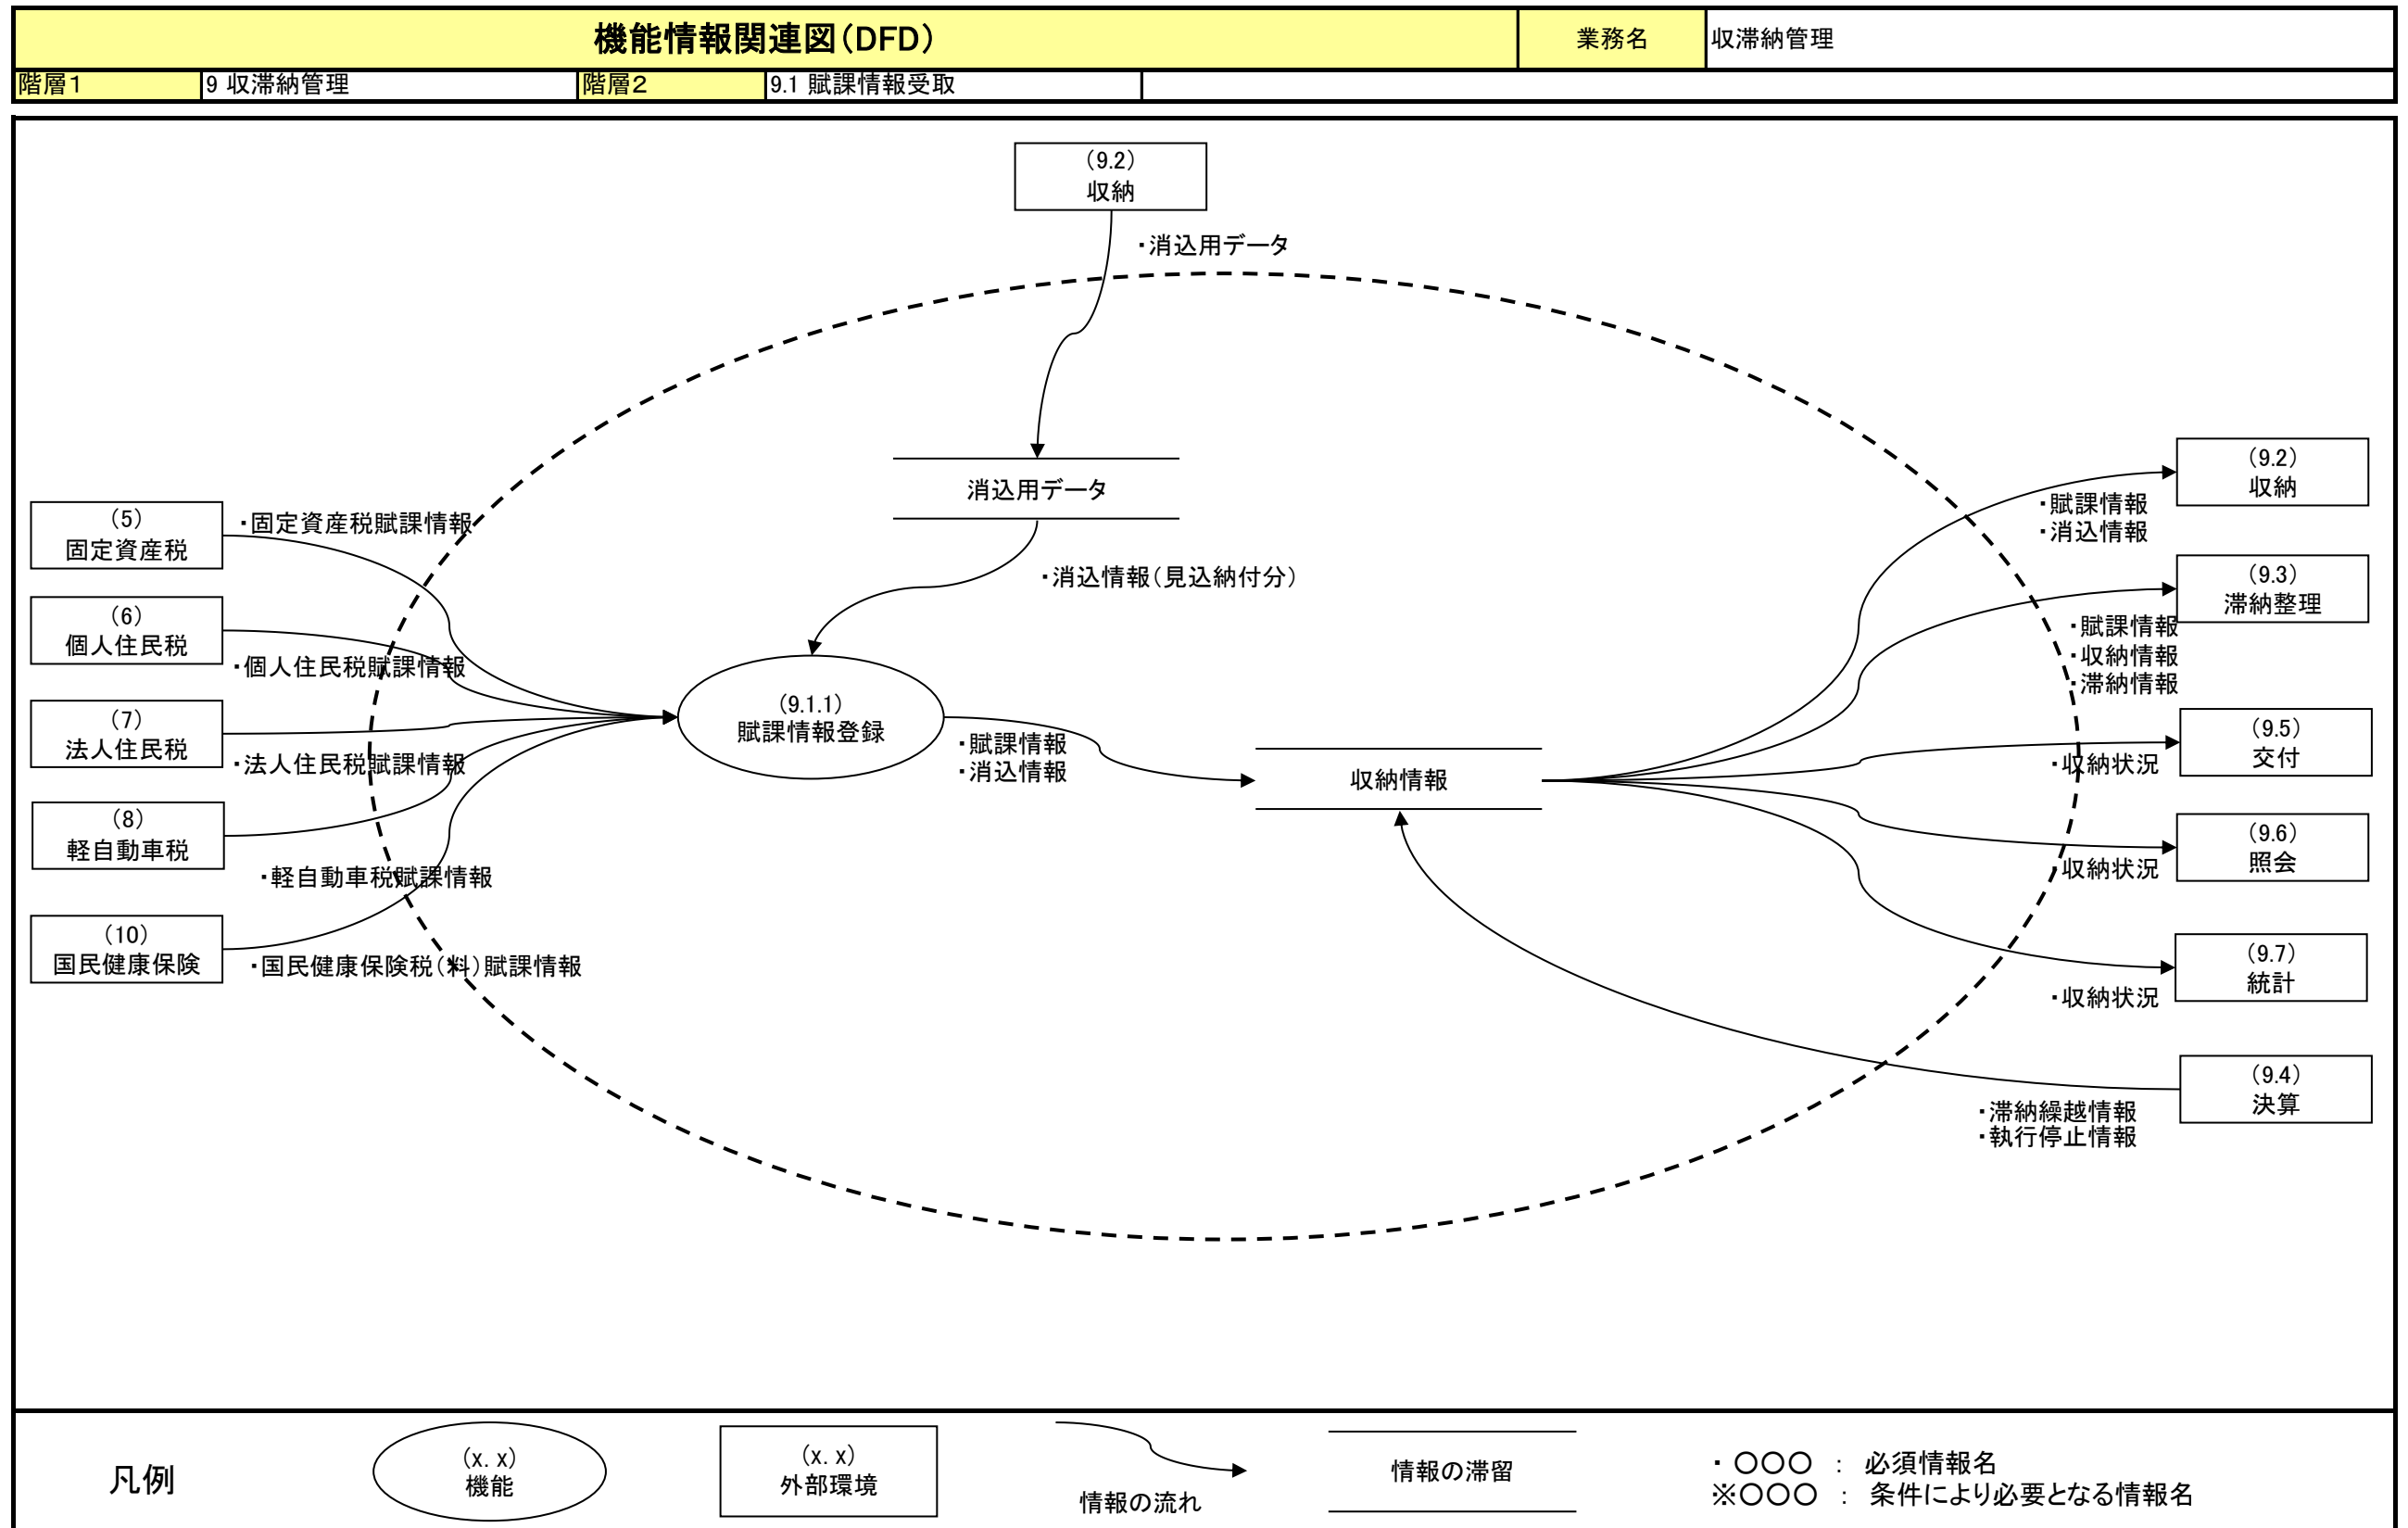 機能情報関連図（DFD）
業務名
収滞納管理
階層１
9 収滞納管理
階層２
9.1 賦課情報受取
（9.2）
収納
・消込用データ
消込用データ
・消込情報（見込納付分）
（5）
固定資産税
・固定資産税賦課情報
（6）
個人住民税
・個人住民税賦課情報
（7）
法人住民税
・法人住民税賦課情報
（8）
軽自動車税
・軽自動車税賦課情報
（10）
国民健康保険
・国民健康保険税（料）賦課情報
（9.1.1）
賦課情報登録
・賦課情報
・消込情報
収納情報
（9.2）
収納
・賦課情報
・消込情報
（9.3）
滞納整理
・賦課情報
・収納情報
・滞納情報
（9.5）
交付
・収納状況
（9.6）
照会
・収納状況
（9.7）
統計
・収納状況
（9.4）
決算
・滞納繰越情報
・執行停止情報
凡例
（x. x）
機能
（x. x）
外部環境
情報の流れ
情報の滞留
・ 〇〇〇 ： 必須情報名
※〇〇〇 ： 条件により必要となる情報名